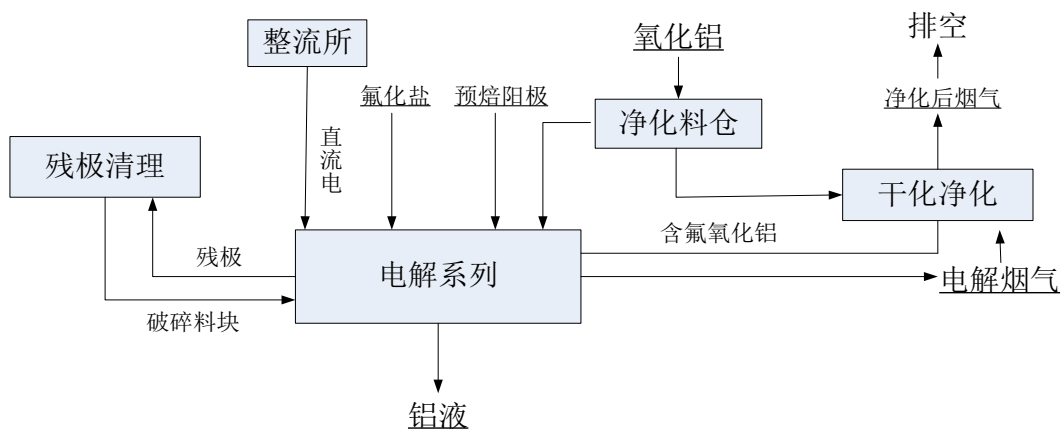 整流所
氧化铝
排空
氟化盐
预焙阳极
净化后烟气
净化料仓
直流电
残极清理
干化净化
含氟氧化铝
残极
电解系列
电解烟气
破碎料块
铝液